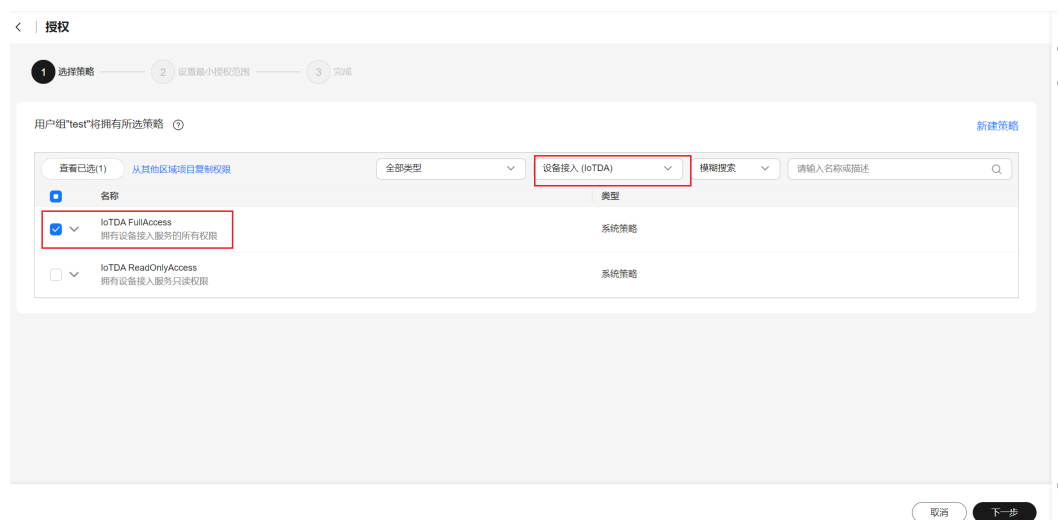 授权
1 选择策略 2 设置最小授权范围 3 完成
用户组"test"将拥有所选策略
新建策略
查看已选(1) 从其他区域项目复制权限 全部类型 设备接入 (IoTDA) 模糊搜索 请输入名称或描述
名称 类型
IoTDA FullAccess
拥有设备接入服务的所有权限
系统策略
IoTDA ReadOnlyAccess
拥有设备接入服务只读权限
系统策略
取消 下一步